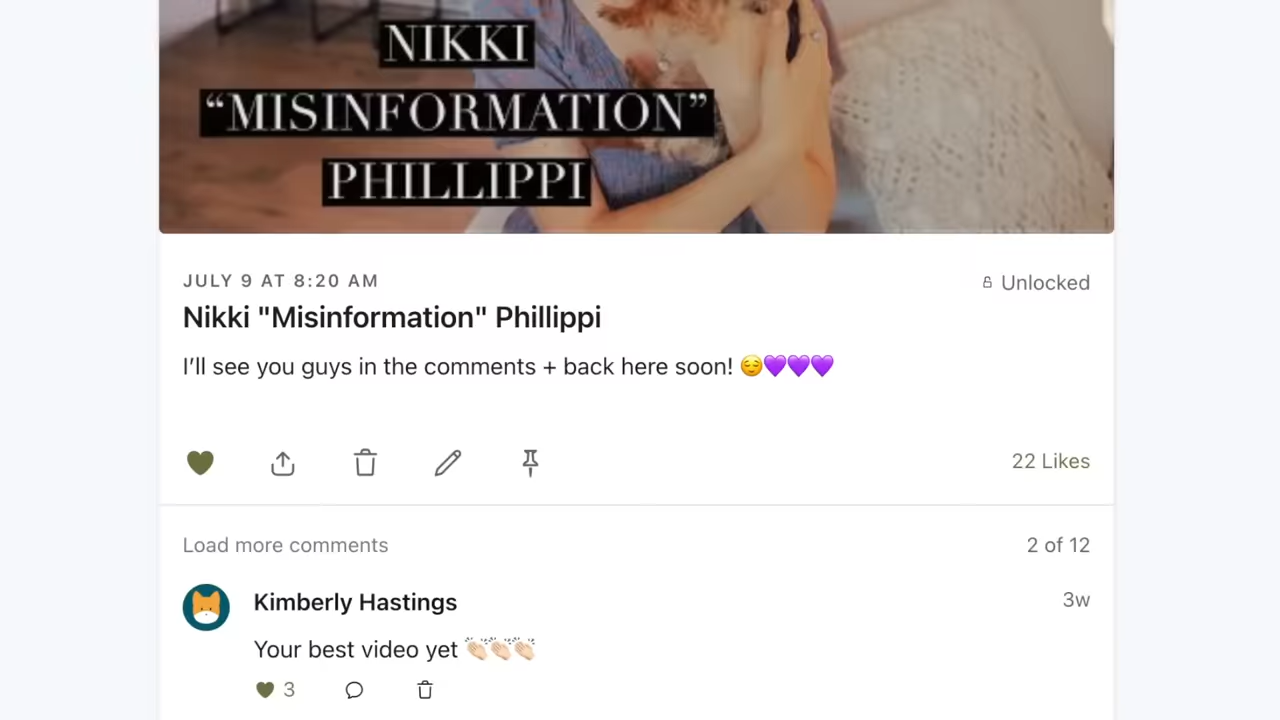 NIKKI
“MISINFORMATION”
PHILLIPPI
JULY 9 AT 8:20 AM
Unlocked
Nikki "Misinformation" Phillippi
I’ll see you guys in the comments + back here soon! 😌💜💜💜
22 Likes
Load more comments
2 of 12
Kimberly Hastings
3w
Your best video yet 👏🏻👏🏻👏🏻
3